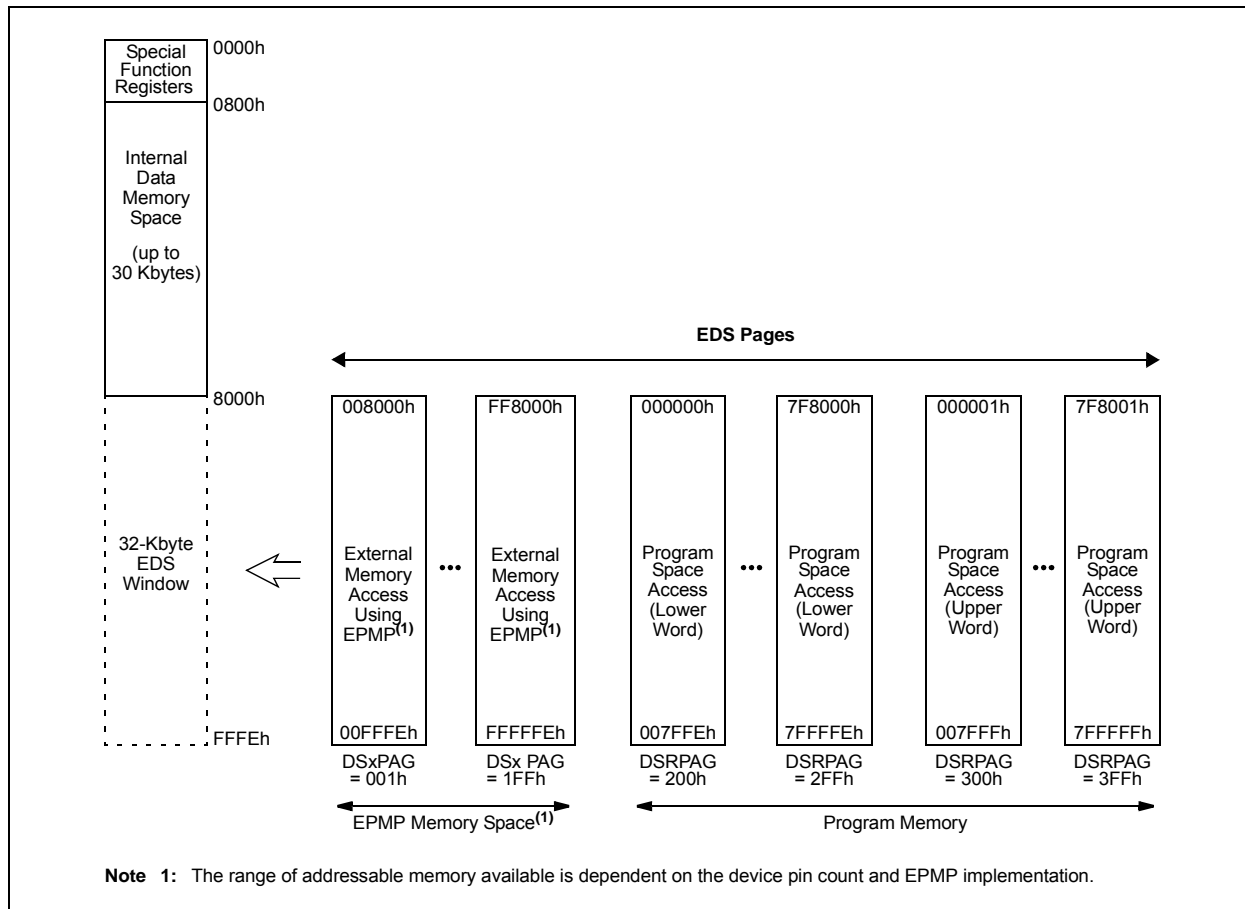 Special
Function
Registers
0000h
0800h
Internal
Data
Memory
Space
(up to
30 Kbytes)
8000h
32-Kbyte
EDS
Window
FFFEh
EDS Pages
008000h
External
Memory
Access
Using
EPMP(1)
00FFFEh
DSxPAG
= 001h
•••
FF8000h
External
Memory
Access
Using
EPMP(1)
FFFFFEh
DSx PAG
= 1FFh
EPMP Memory Space(1)
000000h
Program
Space
Access
(Lower
Word)
007FFEh
DSRPAG
= 200h
•••
7F8000h
Program
Space
Access
(Lower
Word)
7FFFFEh
DSRPAG
= 2FFh
000001h
Program
Space
Access
(Upper
Word)
007FFFh
DSRPAG
= 300h
•••
7F8001h
Program
Space
Access
(Upper
Word)
7FFFFFh
DSRPAG
= 3FFh
Program Memory
Note 1: The range of addressable memory available is dependent on the device pin count and EPMP implementation.